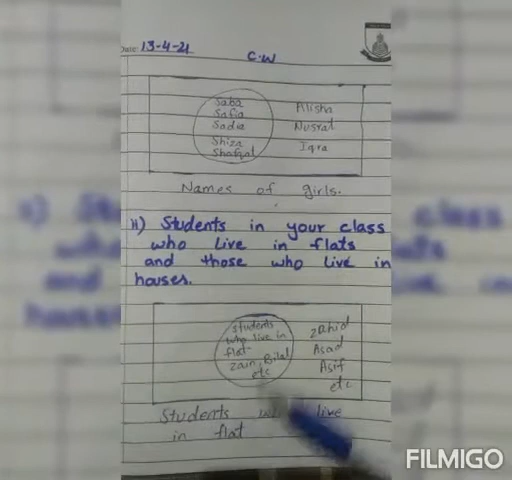 Date: 13-4-21
C.W
Saba
Safia
Sadia
Shiza
Shafqat
Alisha
Nusrat
Iqra
Names of girls.
ii) Students in your class
who live in flats
and those who live in
houses.
Students
who live in
flat
Zain, Bilal
etc
Zahid
Asad
Asif
etc
Students live
in flat
FILMIGO